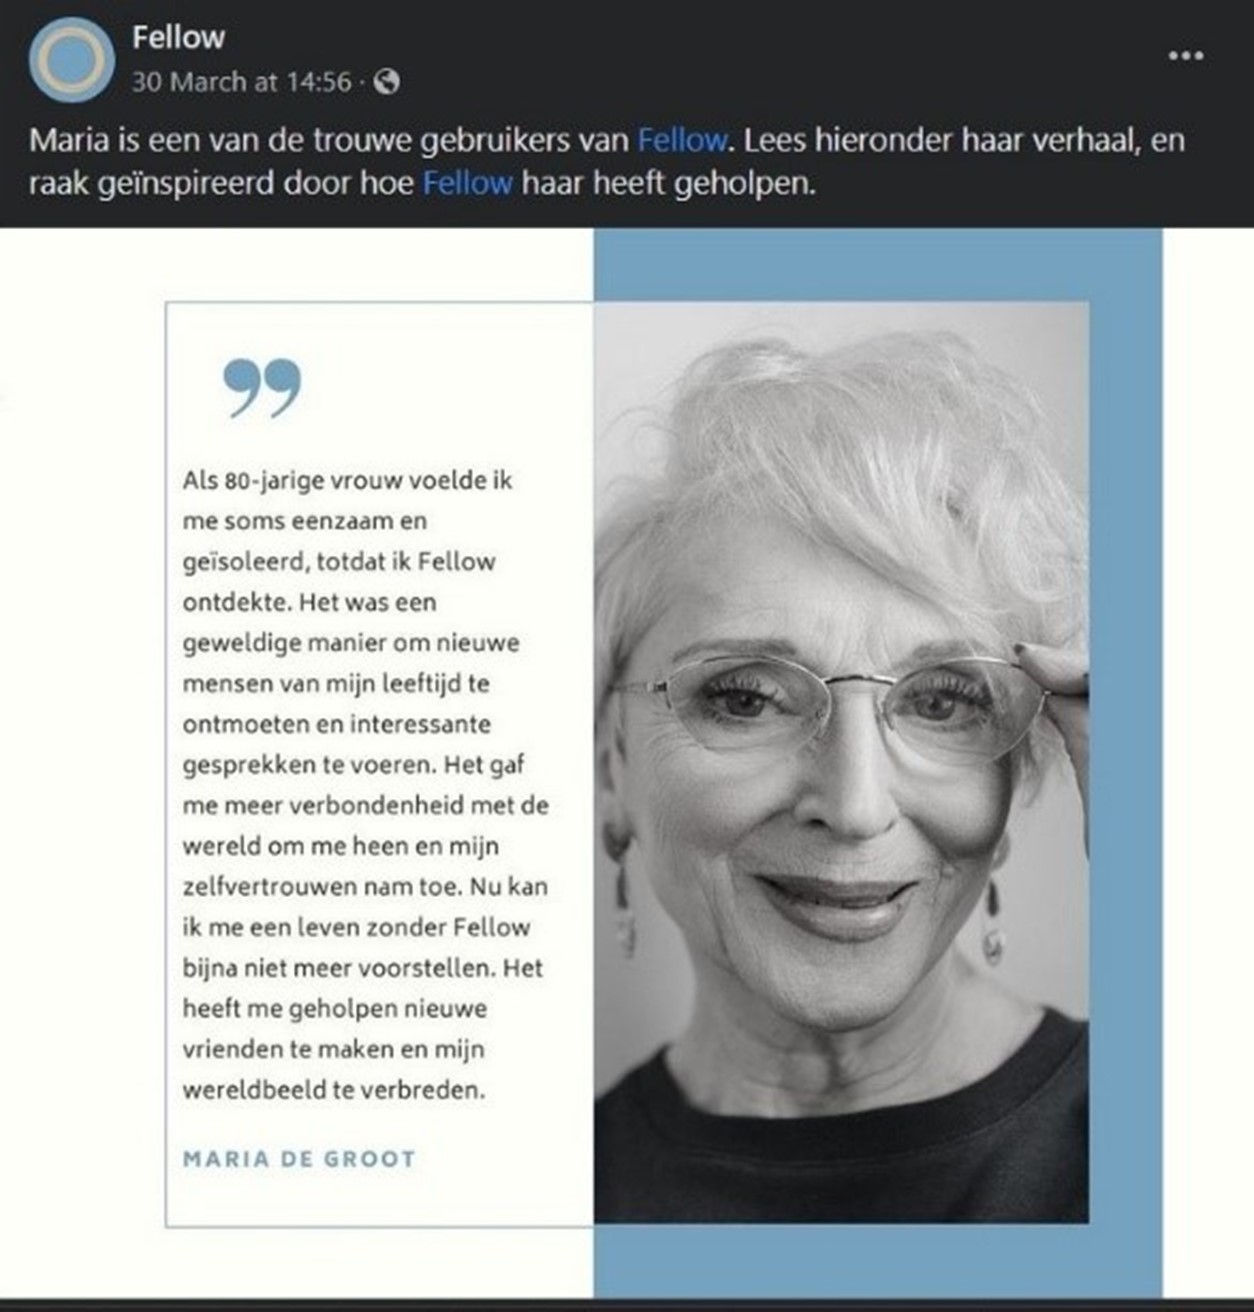 Fellow
30 March at 14:56 ·
Maria is een van de trouwe gebruikers van Fellow. Lees hieronder haar verhaal, en
raak geïnspireerd door hoe Fellow haar heeft geholpen.
”
Als 80-jarige vrouw voelde ik
me soms eenzaam en
geïsoleerd, totdat ik Fellow
ontdekte. Het was een
geweldige manier om nieuwe
mensen van mijn leeftijd te
ontmoeten en interessante
gesprekken te voeren. Het gaf
me meer verbondenheid met de
wereld om me heen en mijn
zelfvertrouwen nam toe. Nu kan
ik me een leven zonder Fellow
bijna niet meer voorstellen. Het
heeft me geholpen nieuwe
vrienden te maken en mijn
wereldbeeld te verbreden.
MARIA DE GROOT